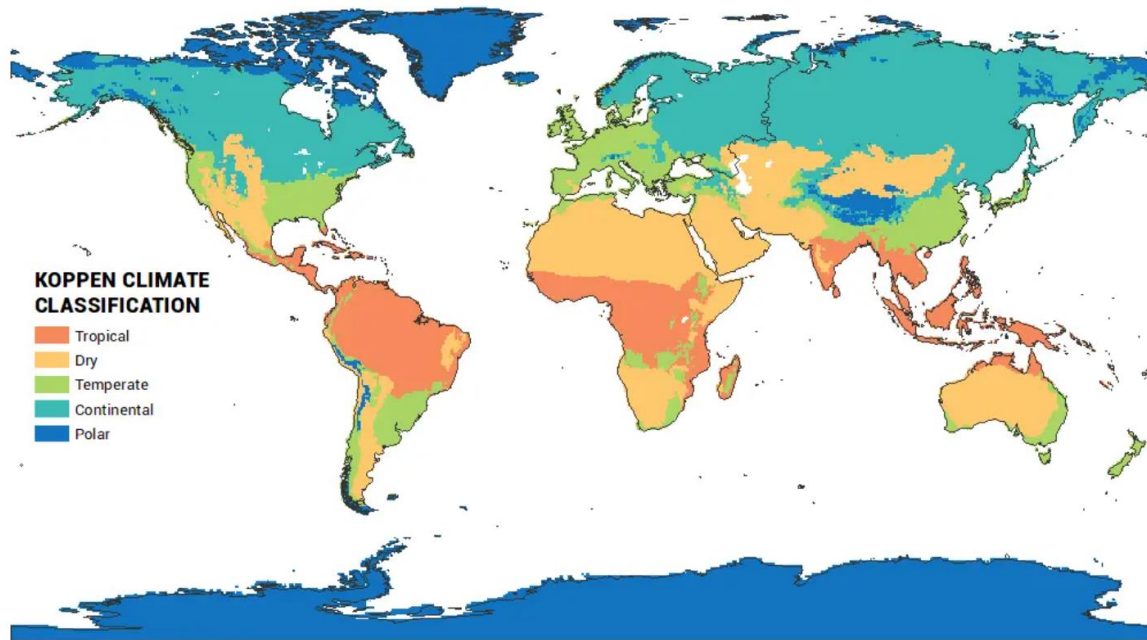 KOPPEN CLIMATE
CLASSIFICATION
Tropical
Dry
Temperate
Continental
Polar